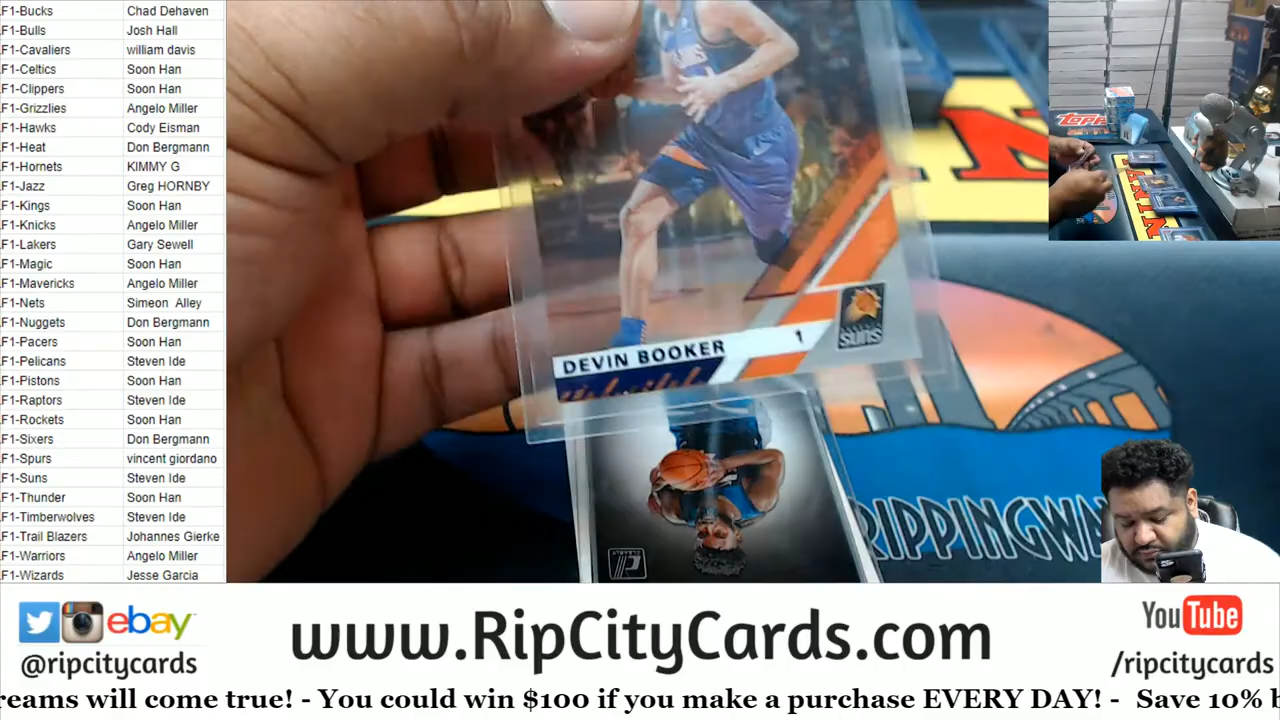 F1-Bucks Chad Dehaven
F1-Bulls Josh Hall
F1-Cavaliers william davis
F1-Celtics Soon Han
F1-Clippers Soon Han
F1-Grizzlies Angelo Miller
F1-Hawks Cody Eisman
F1-Heat Don Bergmann
F1-Hornets KIMMY G
F1-Jazz Greg HORNBY
F1-Kings Soon Han
F1-Knicks Angelo Miller
F1-Lakers Gary Sewell
F1-Magic Soon Han
F1-Mavericks Angelo Miller
F1-Nets Simeon Alley
F1-Nuggets Don Bergmann
F1-Pacers Soon Han
F1-Pelicans Steven Ide
F1-Pistons Soon Han
F1-Raptors Steven Ide
F1-Rockets Soon Han
F1-Sixers Don Bergmann
F1-Spurs vincent giordano
F1-Suns Steven Ide
F1-Thunder Soon Han
F1-Timberwolves Steven Ide
F1-Trail Blazers Johannes Gierke
F1-Warriors Angelo Miller
F1-Wizards Jesse Garcia
DEVIN BOOKER 1
SUNS
TOPPS
RIPPINGWA
ebay
@ripcitycards
www.RipCityCards.com
YouTube
/ripcitycards
reams will come true! - You could win $100 if you make a purchase EVERY DAY! - Save 10% b